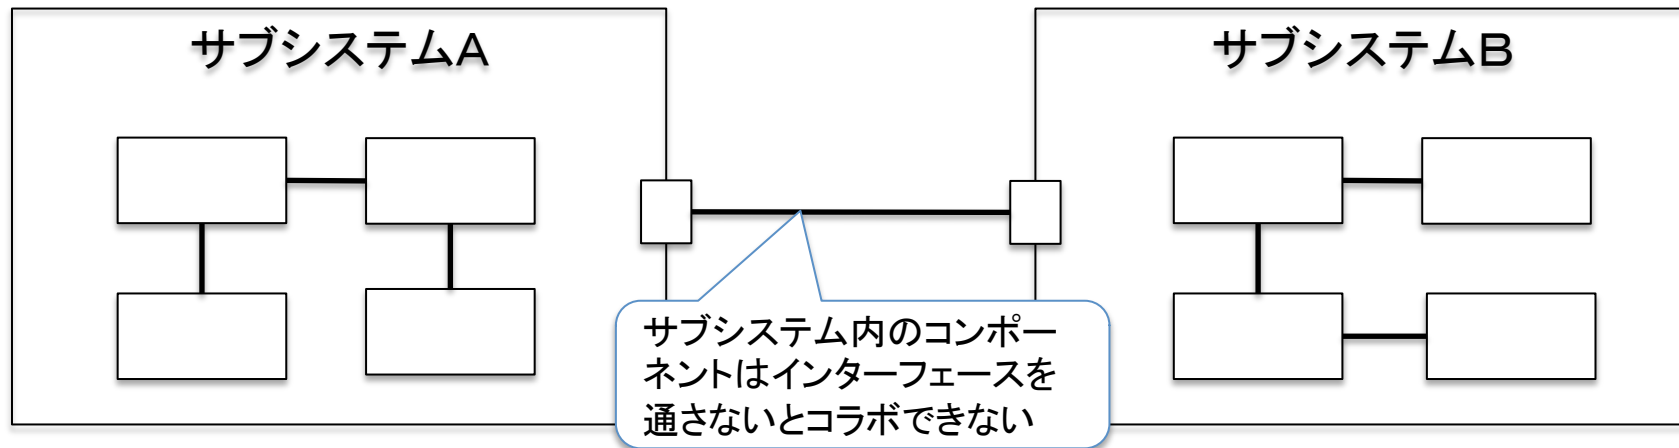 サブシステムA
サブシステムB
サブシステム内のコンポー
ネントはインターフェースを
通さないとコラボできない